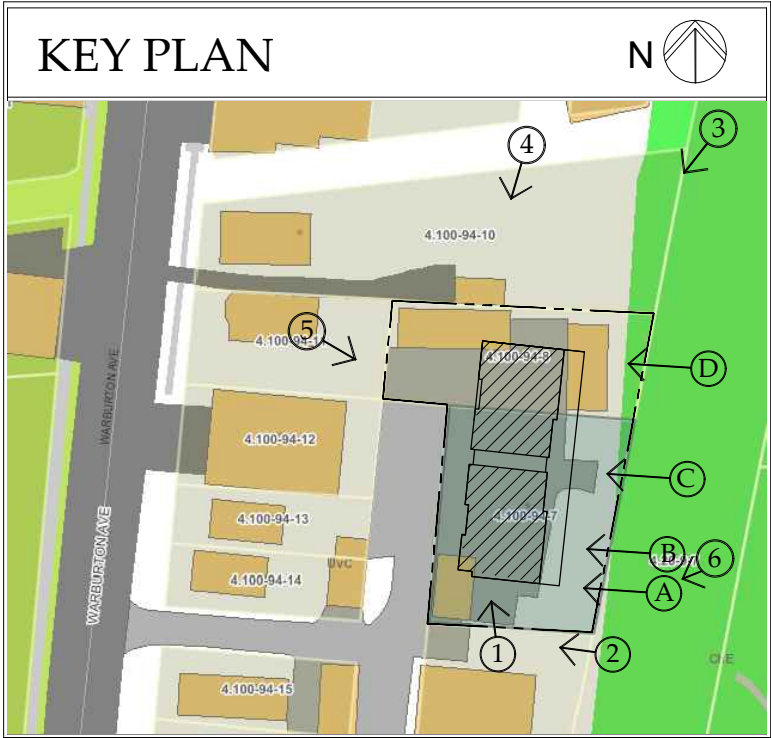 KEY PLAN
N
3
4
4.100-94-10
5
4.100-94-11
4.100-94-8
D
WARBURTON AVE
4.100-94-12
C
4.100-94-13
4.100-94-7
WARBURTON AVE
UVC
B
6
4.100-94-14
A
1
2
4.100-94-15